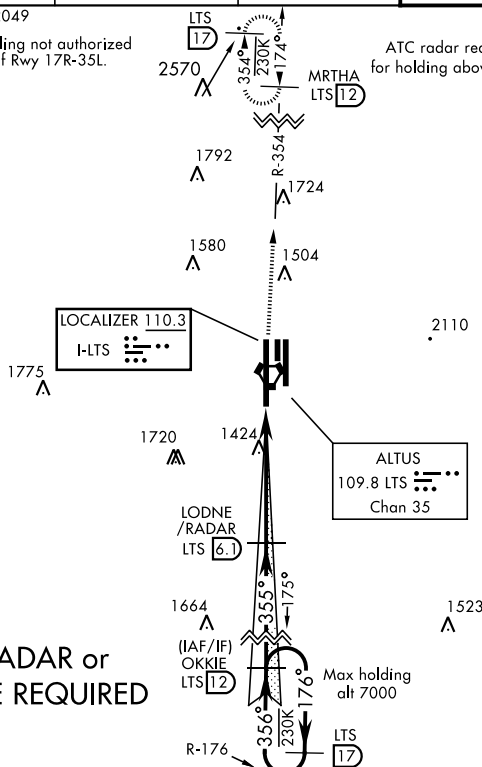 2049
ling not authorized
f Rwy 17R-35L.
LTS
17
2570
354°
230K
174°
ATC radar rec
for holding above
MRTHA
LTS 12
R-354
1792
1724
1580
1504
LOCALIZER 110.3
I-LTS
2110
1775
1720
1424
ALTUS
109.8 LTS
Chan 35
LODNE
/RADAR
LTS 6.1
355°
175°
1664
1523
(IAF/IF)
OKKIE
LTS 12
ADAR or
E REQUIRED
356°
230K
176°
Max holding
alt 7000
R-176
LTS
17